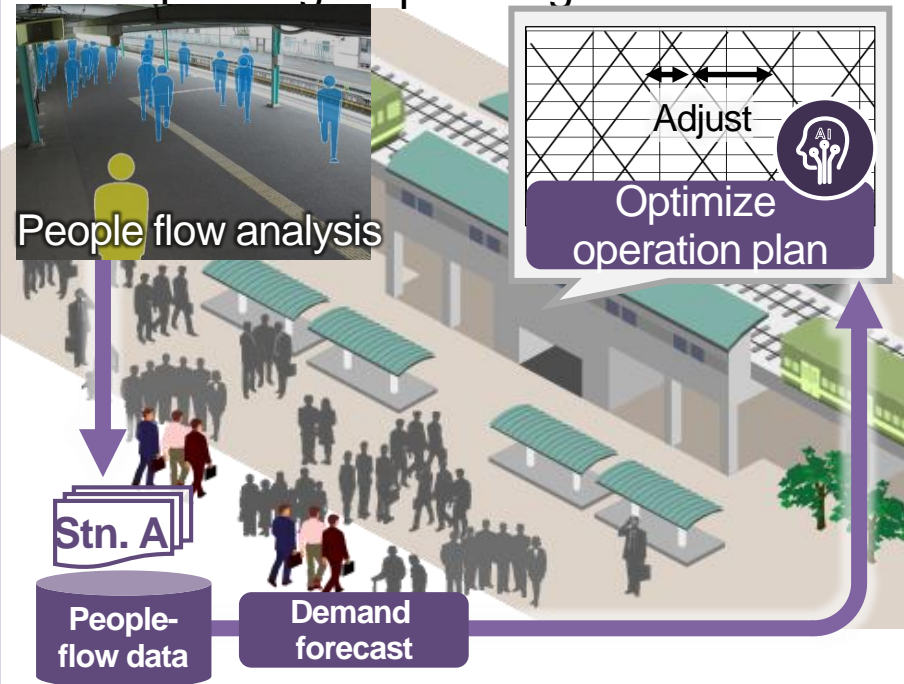 People flow analysis
Adjust
AI
Optimize
operation plan
Stn. A
People-
flow data
Demand
forecast